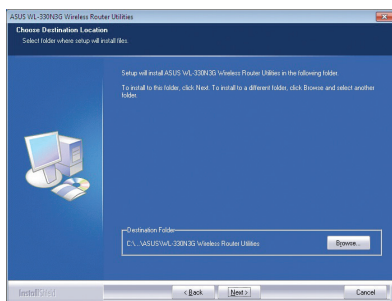 ASUS WL-330N3G Wireless Router Utilities
Choose Destination Location
Select folder where setup will install files.
Setup will install ASUS WL-330N3G Wireless Router Utilities in the following folder.
To install to this folder, click Next. To install to a different folder, click Browse and select another
folder.
Destination Folder
C:\...\ASUS\WL-330N3G Wireless Router Utilities
Browse...
InstallShield
< Back
Next >
Cancel